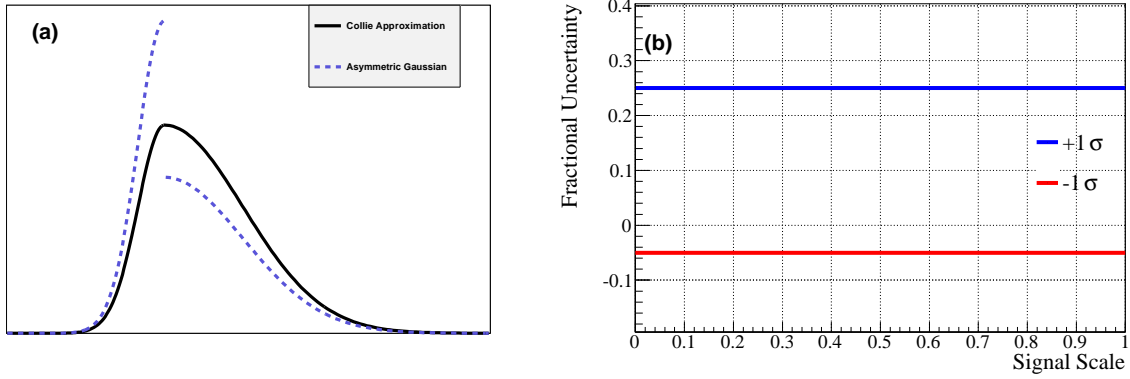 (a)
Collie Approximation
Asymmetric Gaussian
(b)
Fractional Uncertainty
0.4
0.3
0.2
0.1
0
-0.1
+1 σ
-1 σ
0 0.1 0.2 0.3 0.4 0.5 0.6 0.7 0.8 0.9 1
Signal Scale